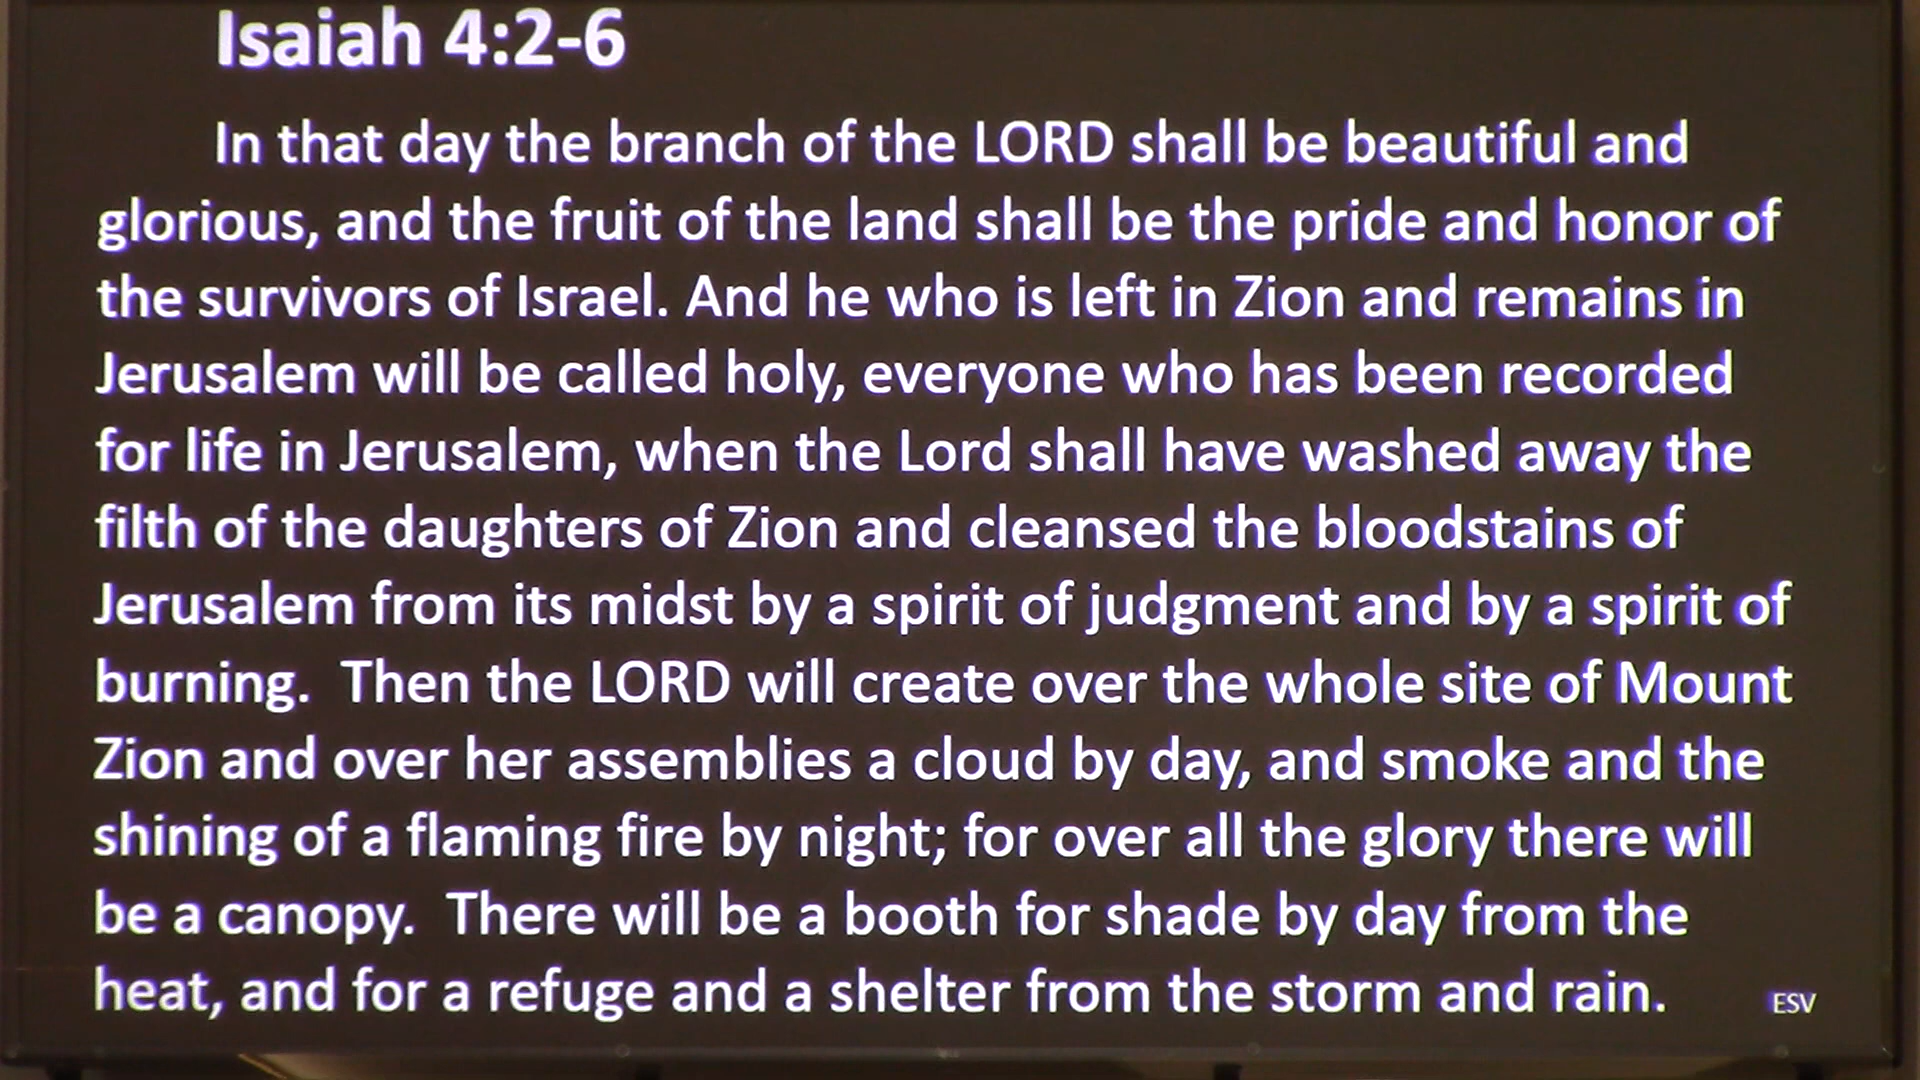 Isaiah 4:2-6
In that day the branch of the LORD shall be beautiful and
glorious, and the fruit of the land shall be the pride and honor of
the survivors of Israel. And he who is left in Zion and remains in
Jerusalem will be called holy, everyone who has been recorded
for life in Jerusalem, when the Lord shall have washed away the
filth of the daughters of Zion and cleansed the bloodstains of
Jerusalem from its midst by a spirit of judgment and by a spirit of
burning.  Then the LORD will create over the whole site of Mount
Zion and over her assemblies a cloud by day, and smoke and the
shining of a flaming fire by night; for over all the glory there will
be a canopy.  There will be a booth for shade by day from the
heat, and for a refuge and a shelter from the storm and rain.
ESV